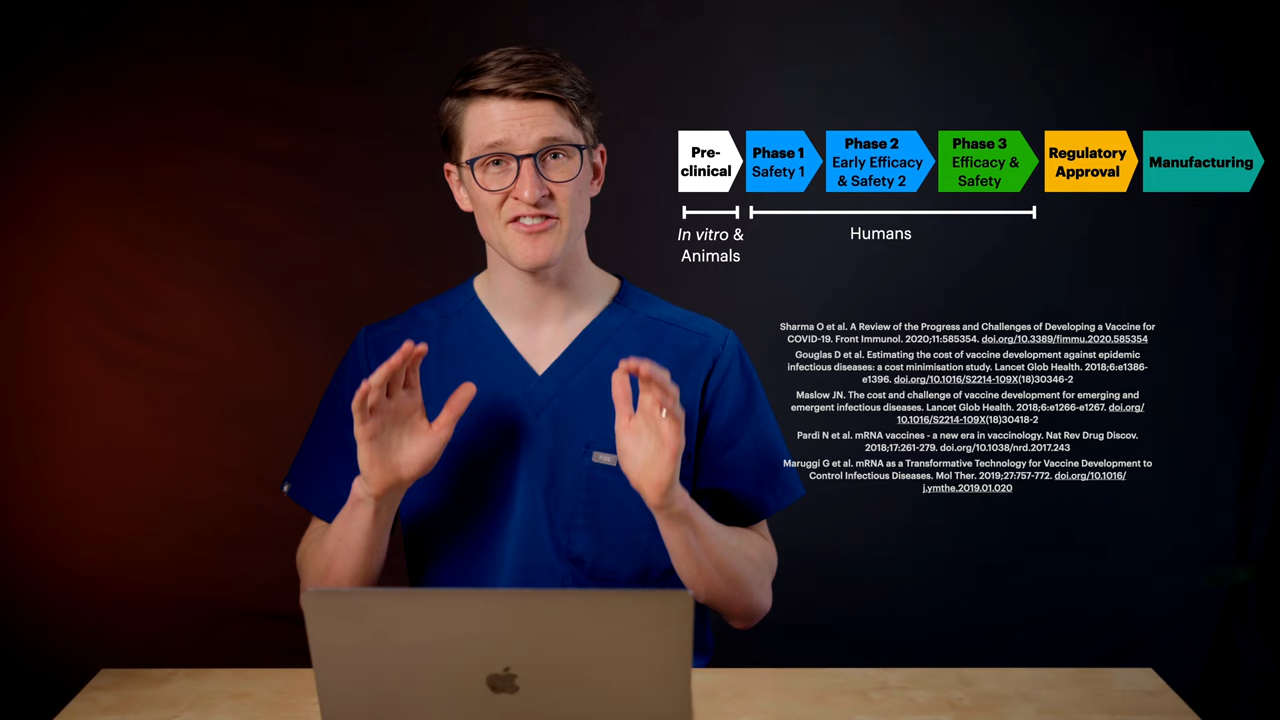 Pre-
clinical
Phase 1
Safety 1
Phase 2
Early Efficacy
& Safety 2
Phase 3
Efficacy &
Safety
Regulatory
Approval
Manufacturing
In vitro &
Animals
Humans
Sharma O et al. A Review of the Progress and Challenges of Developing a Vaccine for
COVID-19. Front Immunol. 2020;11:585354. doi.org/10.3389/fimmu.2020.585354
Gouglas D et al. Estimating the cost of vaccine development against epidemic
infectious diseases: a cost minimisation study. Lancet Glob Health. 2018;6:e1386-
e1396. doi.org/10.1016/S2214-109X(18)30346-2
Maslow JN. The cost and challenge of vaccine development for emerging and
emergent infectious diseases. Lancet Glob Health. 2018;6:e1266-e1267. doi.org/
10.1016/S2214-109X(18)30418-2
Pardi N et al. mRNA vaccines - a new era in vaccinology. Nat Rev Drug Discov.
2018;17:261-279. doi.org/10.1038/nrd.2017.243
Maruggi G et al. mRNA as a Transformative Technology for Vaccine Development to
Control Infectious Diseases. Mol Ther. 2019;27:757-772. doi.org/10.1016/
j.ymthe.2019.01.020